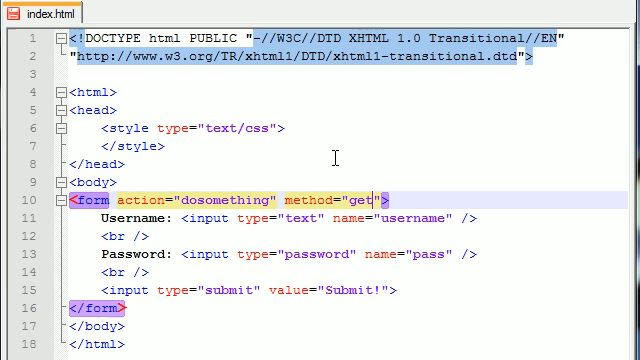 index.html
1 <!DOCTYPE html PUBLIC "-//W3C//DTD XHTML 1.0 Transitional//EN"
2 "http://www.w3.org/TR/xhtml1/DTD/xhtml1-transitional.dtd">
3
4 <html>
5 <head>
6 <style type="text/css">
7 </style>
8 </head>
9 <body>
10 <form action="dosomething" method="get">
11 Username: <input type="text" name="username" />
12 <br />
13 Password: <input type="password" name="pass" />
14 <br />
15 <input type="submit" value="Submit!">
16 </form>
17 </body>
18 </html>